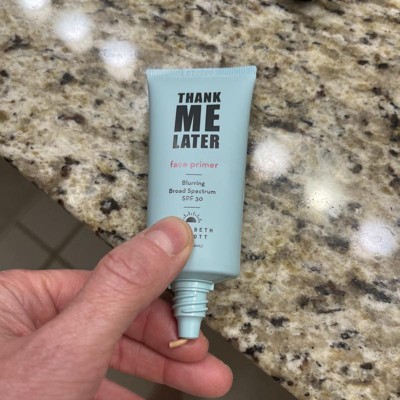 THANK
ME
LATER
face primer
Blurring
Broad Spectrum
SPF 30